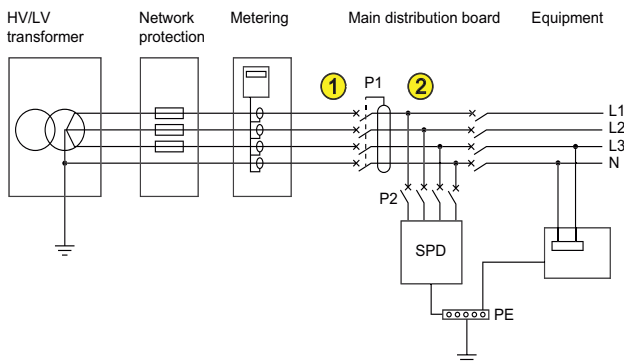 HV/LV
transformer
Network
protection
Metering
Main distribution board
Equipment
1
P1
2
L1
L2
L3
N
P2
SPD
PE